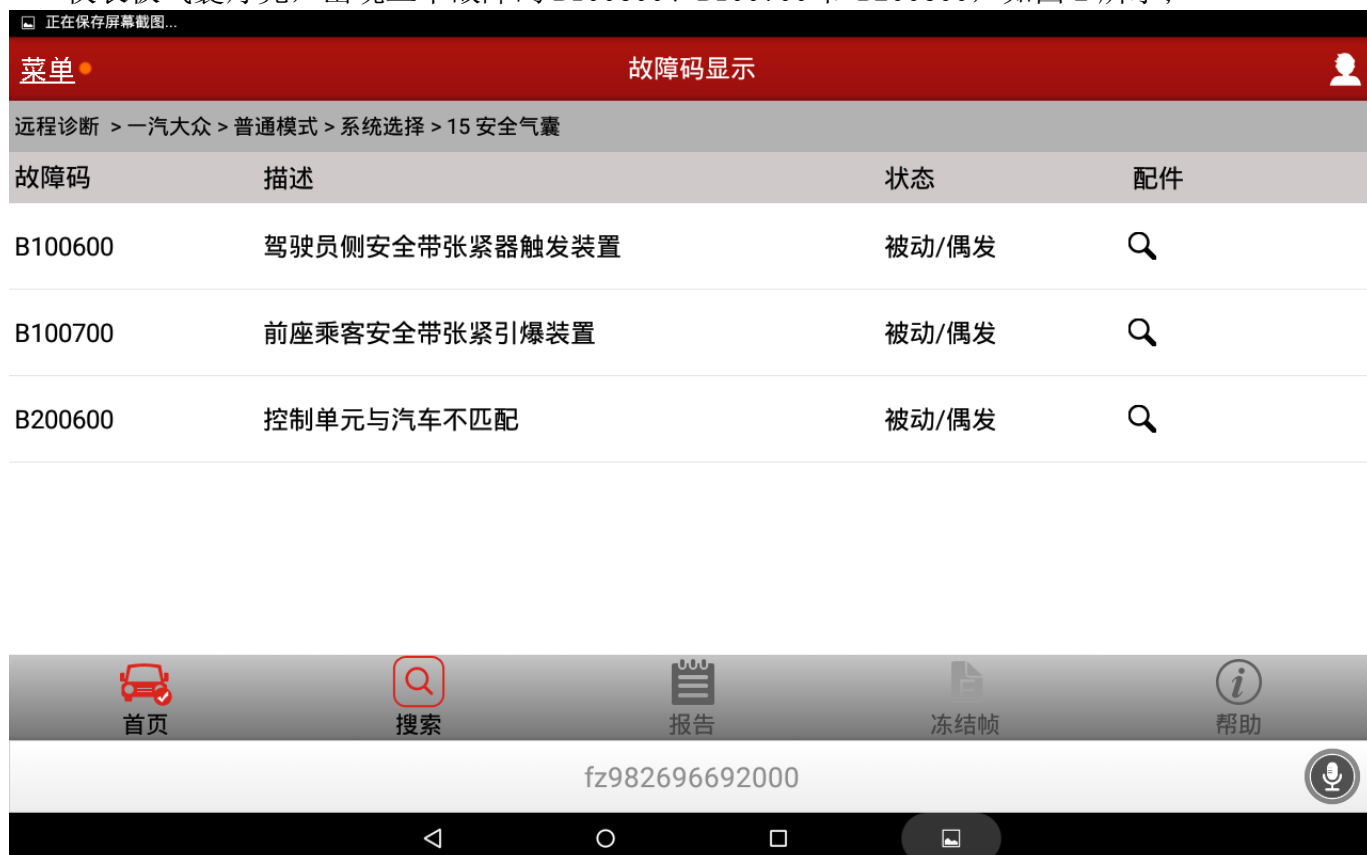 正在保存屏幕截图...
菜单
故障码显示
远程诊断 > 一汽大众 > 普通模式 > 系统选择 > 15 安全气囊
故障码 描述 状态 配件
B100600 驾驶员侧安全带张紧器触发装置 被动/偶发
B100700 前座乘客安全带张紧引爆装置 被动/偶发
B200600 控制单元与汽车不匹配 被动/偶发
首页 搜索 报告 冻结帧 帮助
fz982696692000